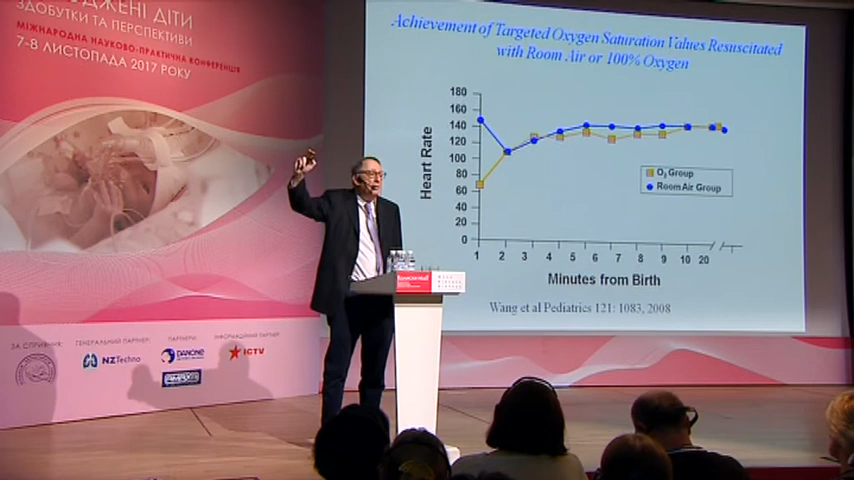 ДЖЕНІ ДІТИ
ЗДОБУТКИ ТА ПЕРСПЕКТИВИ
МІЖНАРОДНА НАУКОВО-ПРАКТИЧНА КОНФЕРЕНЦІЯ
7-8 ЛИСТОПАДА 2017 РОКУ
ЗА СПРИЯННЯ:
ГЕНЕРАЛЬНИЙ ПАРТНЕР:
ПАРТНЕРИ:
ІНФОРМАЦІЙНИЙ ПАРТНЕР:
NZTechno
DANONE
ICTV
Achievement of Targeted Oxygen Saturation Values Resuscitated
with Room Air or 100% Oxygen
Heart Rate
180
160
140
120
100
80
60
40
20
0
1 2 3 4 5 6 7 8 9 10 20
O2 Group
Room Air Group
Minutes from Birth
Wang et al Pediatrics 121: 1083, 2008